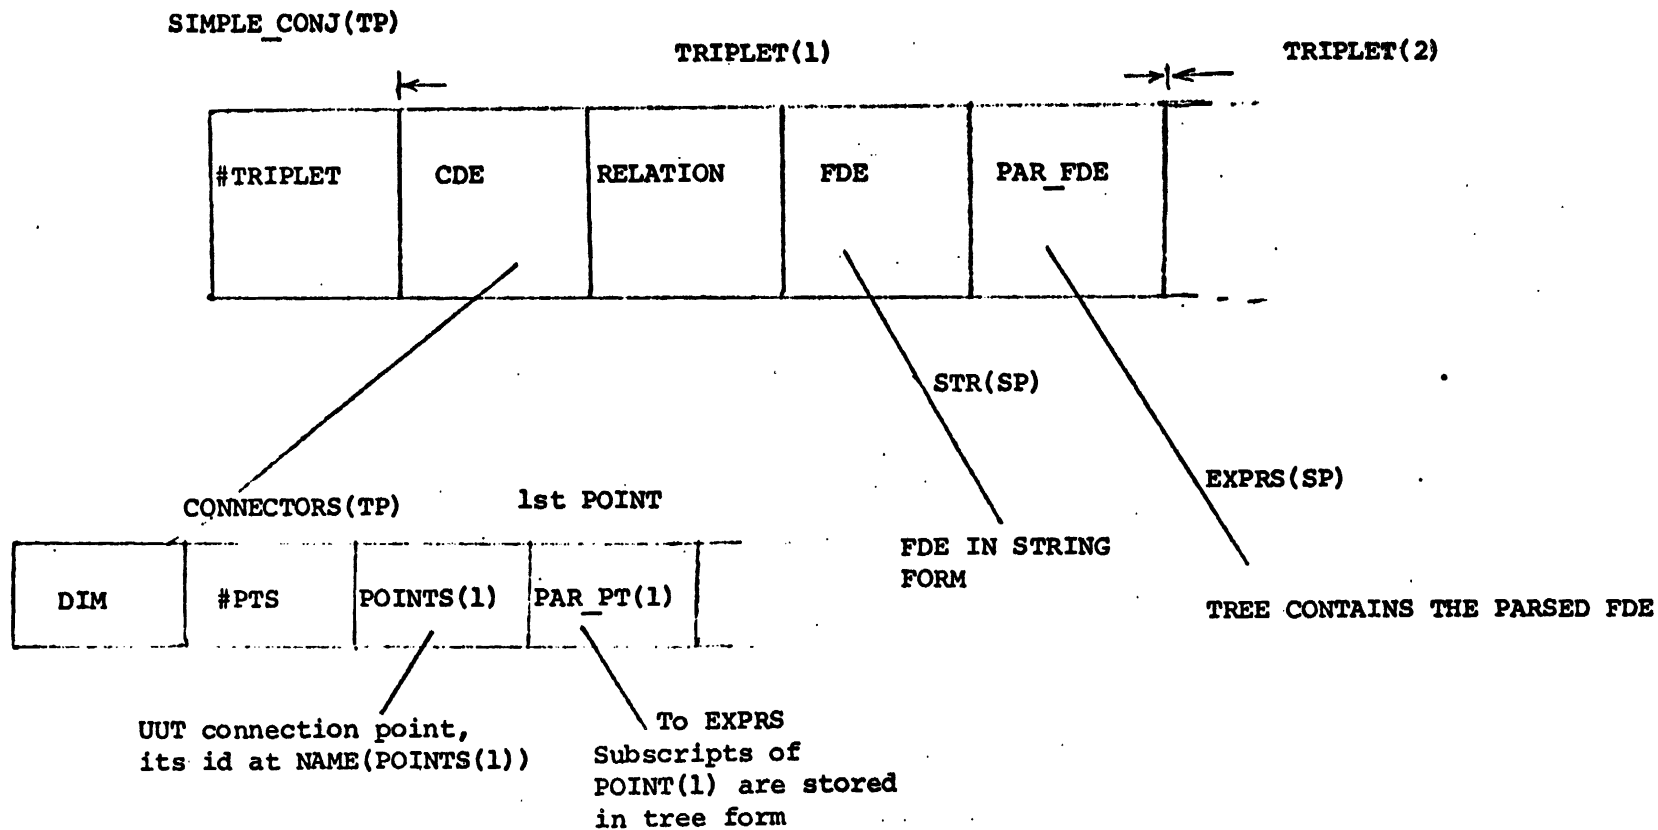 SIMPLE_CONJ(TP)
TRIPLET(1)
TRIPLET(2)
#TRIPLET
CDE
RELATION
FDE
PAR_FDE
STR(SP)
EXPRS(SP)
CONNECTORS(TP)
1st POINT
FDE IN STRING
FORM
DIM
#PTS
POINTS(1)
PAR_PT(1)
TREE CONTAINS THE PARSED FDE
UUT connection point,
its id at NAME(POINTS(1))
To EXPRS
Subscripts of
POINT(1) are stored
in tree form